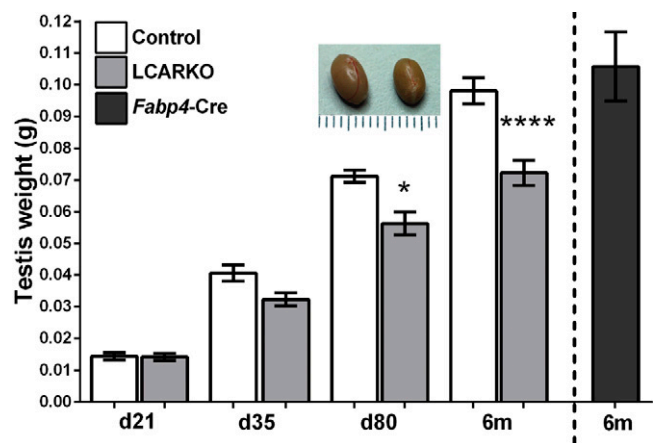 0.12
0.11
0.10
0.09
0.08
0.07
0.06
0.05
0.04
0.03
0.02
0.01
0.00
Testis weight (g)
Control
LCARKO
Fabp4-Cre
*
****
d21
d35
d80
6m
6m